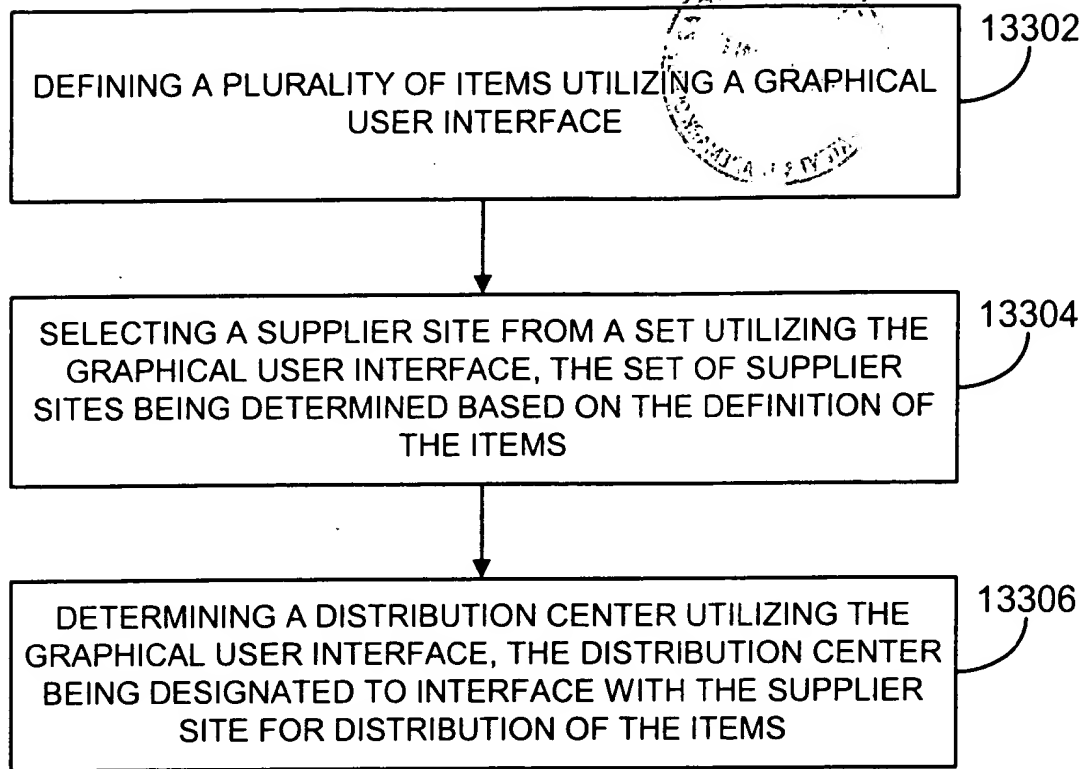 13302
DEFINING A PLURALITY OF ITEMS UTILIZING A GRAPHICAL
USER INTERFACE
13304
SELECTING A SUPPLIER SITE FROM A SET UTILIZING THE
GRAPHICAL USER INTERFACE, THE SET OF SUPPLIER
SITES BEING DETERMINED BASED ON THE DEFINITION OF
THE ITEMS
13306
DETERMINING A DISTRIBUTION CENTER UTILIZING THE
GRAPHICAL USER INTERFACE, THE DISTRIBUTION CENTER
BEING DESIGNATED TO INTERFACE WITH THE SUPPLIER
SITE FOR DISTRIBUTION OF THE ITEMS